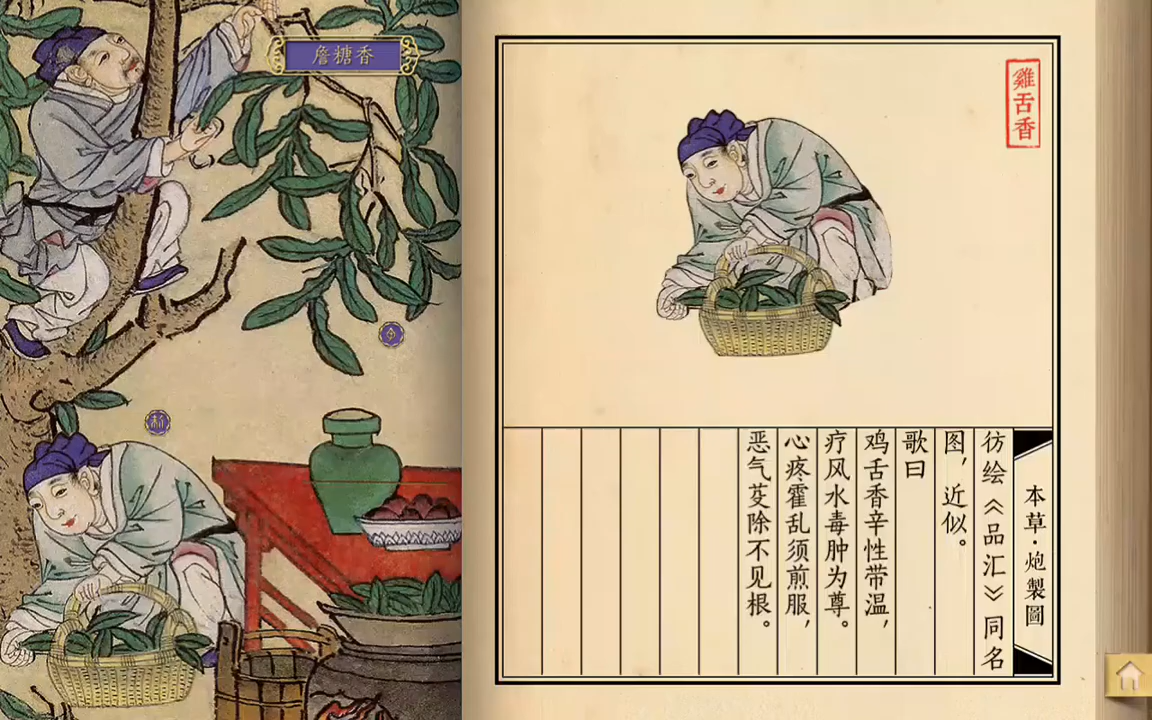 詹糖香
雞舌香
本草·炮製圖
彷绘《品汇》同名
图，近似。
歌曰
鸡舌香辛性带温，
疗风水毒肿为尊。
心疼霍乱须煎服，
恶气芟除不见根。